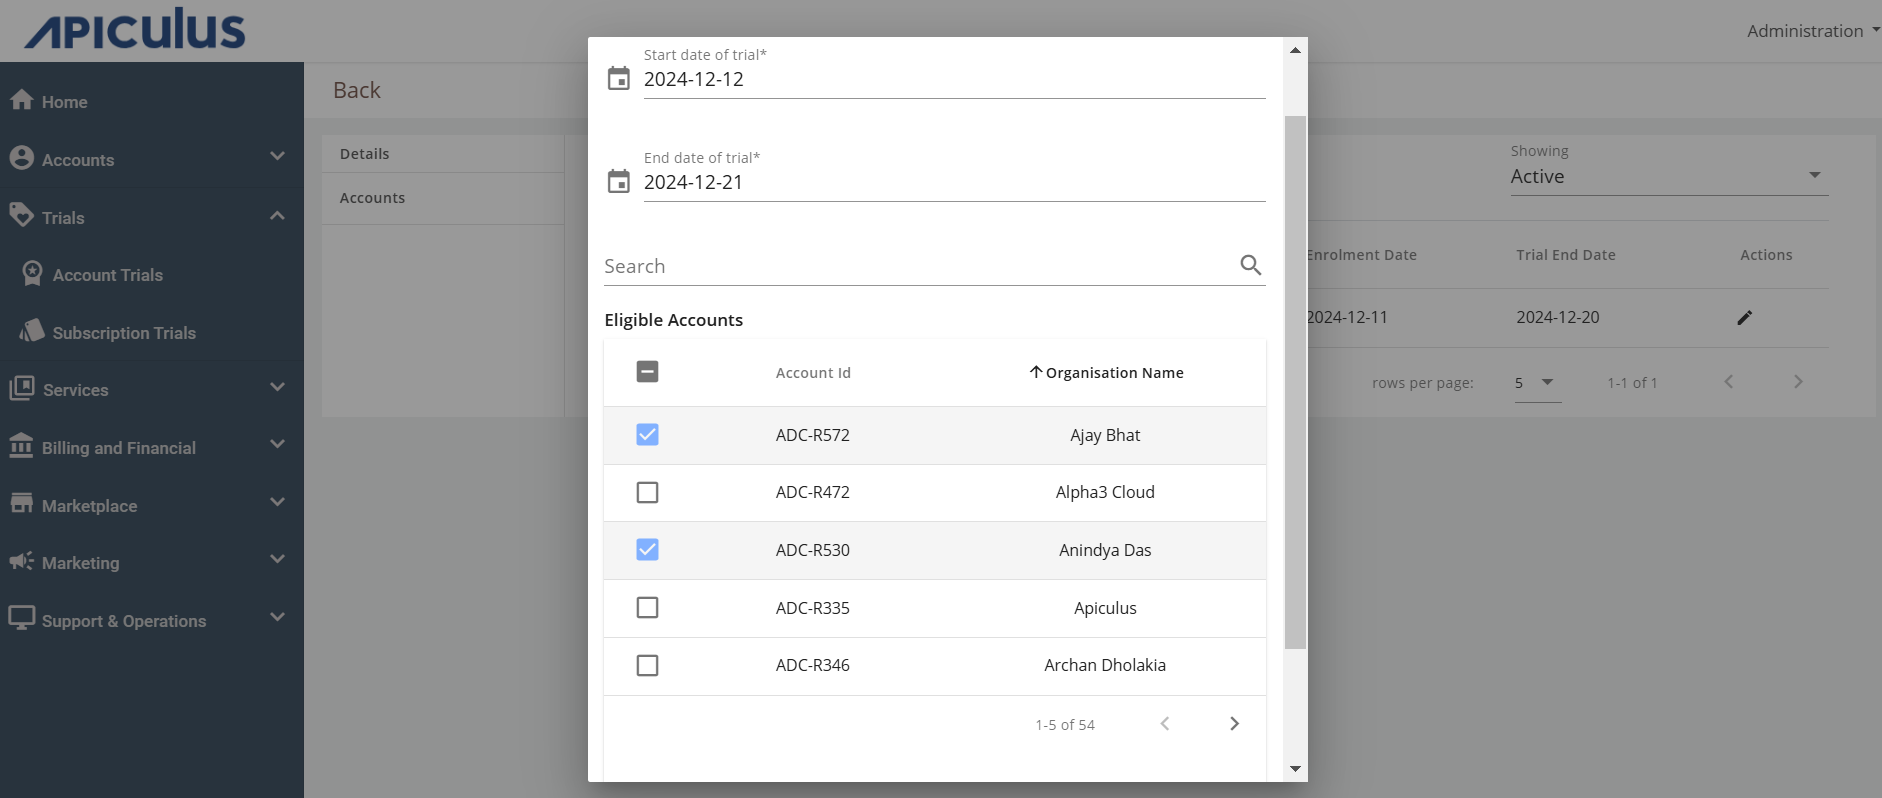 APICULUS
Administration
Home
Accounts
Trials
Account Trials
Subscription Trials
Services
Billing and Financial
Marketplace
Marketing
Support & Operations
Back
Details
Accounts
Start date of trial*
2024-12-12
End date of trial*
2024-12-21
Search
Eligible Accounts
Account Id Organisation Name
ADC-R572 Ajay Bhat
ADC-R472 Alpha3 Cloud
ADC-R530 Anindya Das
ADC-R335 Apiculus
ADC-R346 Archan Dholakia
1-5 of 54
Showing
Active
Enrolment Date Trial End Date Actions
2024-12-11 2024-12-20
rows per page: 5 1-1 of 1